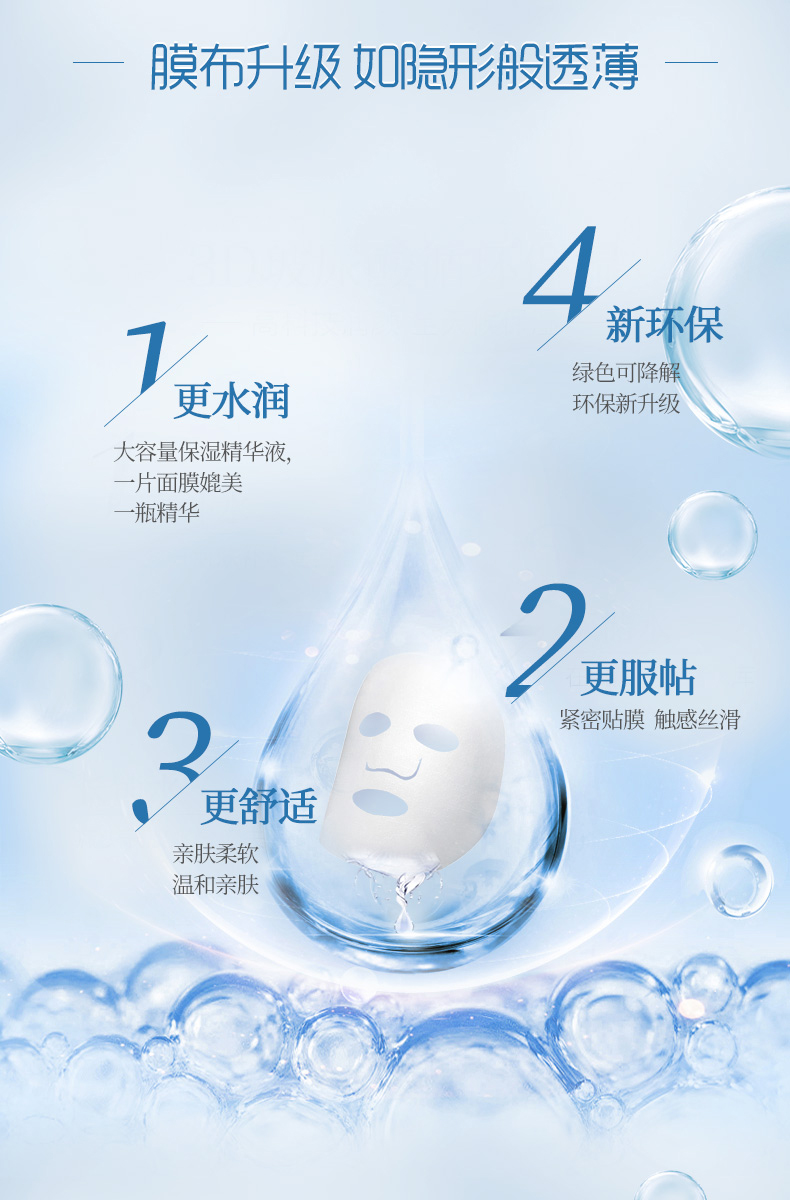 膜布升级 如隐形般透薄
1
更水润
大容量保湿精华液,
一片面膜媲美
一瓶精华
2
更服帖
紧密贴膜 触感丝滑
3
更舒适
亲肤柔软
温和亲肤
4
新环保
绿色可降解
环保新升级